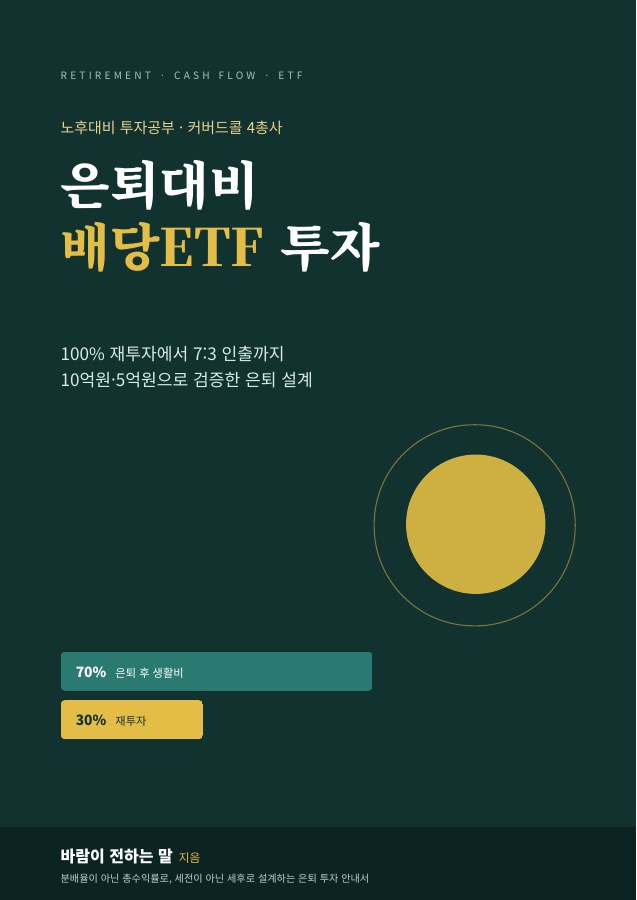 RETIREMENT · CASH FLOW · ETF
노후대비 투자공부 · 커버드콜 4총사
은퇴대비
배당ETF 투자
100% 재투자에서 7:3 인출까지
10억원·5억원으로 검증한 은퇴 설계
70% 은퇴 후 생활비
30% 재투자
바람이 전하는 말 지음
분배율이 아닌 총수익률로, 세전이 아닌 세후로 설계하는 은퇴 투자 안내서